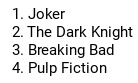 1. Joker
2. The Dark Knight
3. Breaking Bad
4. Pulp Fiction